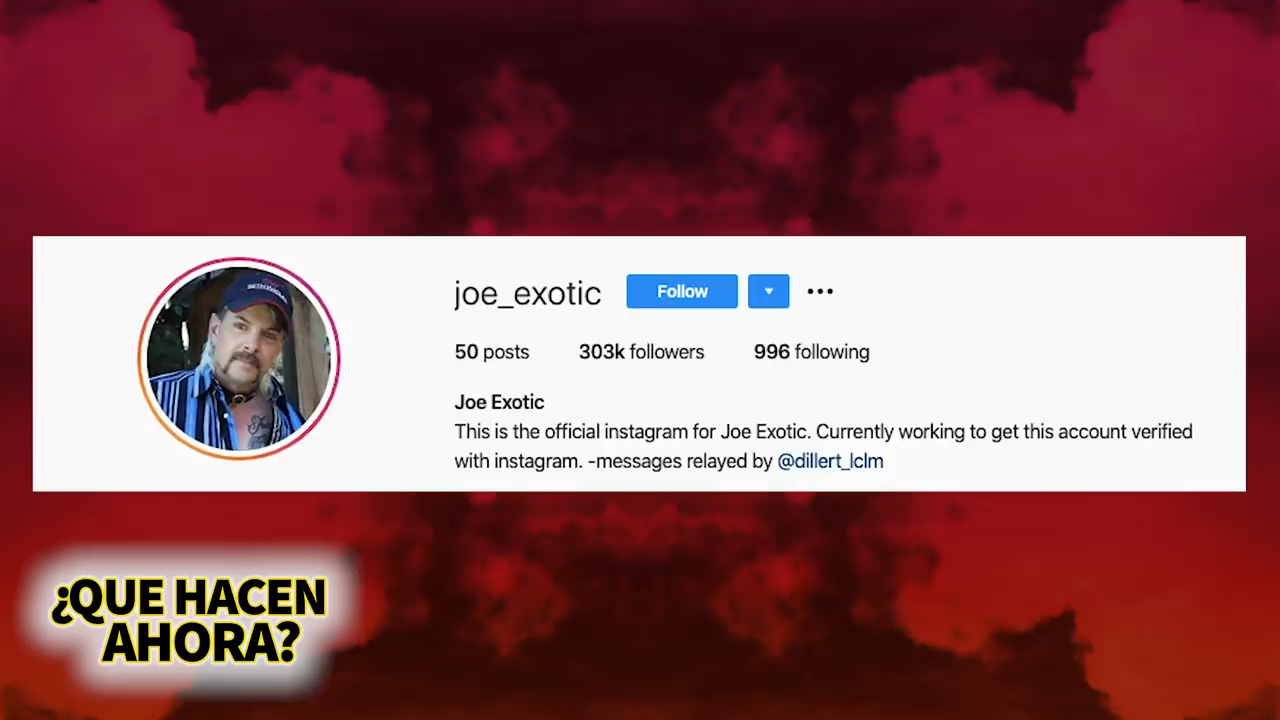 joe_exotic Follow
50 posts 303k followers 996 following
Joe Exotic
This is the official instagram for Joe Exotic. Currently working to get this account verified
with instagram. -messages relayed by @dillert_lclm
¿QUE HACEN
AHORA?